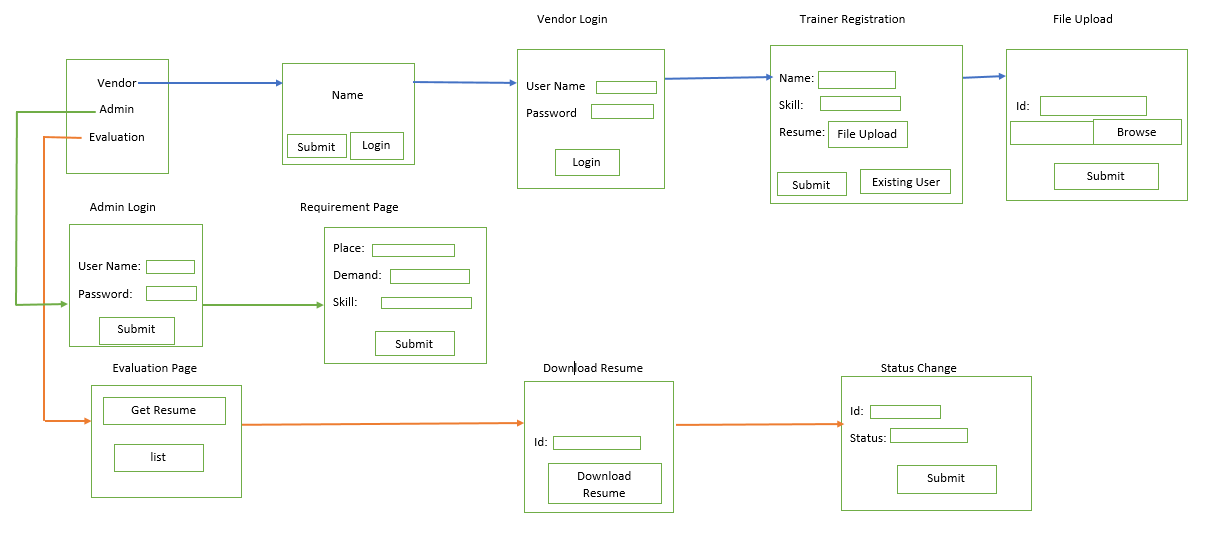 Vendor Login
Trainer Registration
File Upload
Vendor
Admin
Evaluation
Name
Submit
Login
User Name
Password
Login
Name:
Skill:
Resume:
File Upload
Submit
Existing User
Id:
Browse
Submit
Admin Login
User Name:
Password:
Submit
Requirement Page
Place:
Demand:
Skill:
Submit
Evaluation Page
Get Resume
list
Download Resume
Id:
Download
Resume
Status Change
Id:
Status:
Submit